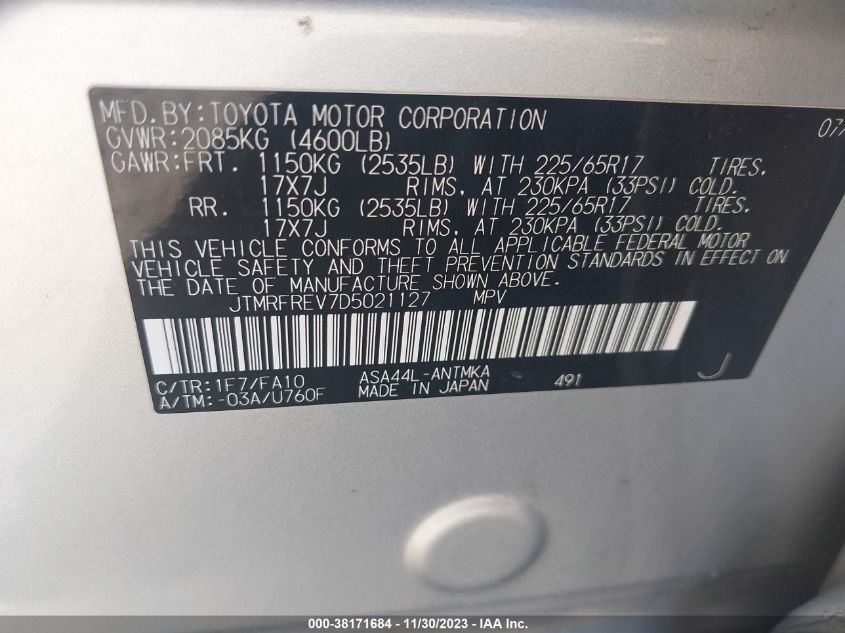 MFD.BY:TOYOTA MOTOR CORPORATION 07/
GVWR:2085KG (4600LB)
GAWR:FRT. 1150KG (2535LB) WITH 225/65R17 TIRES.
17X7J RIMS. AT 230KPA (33PSI) COLD.
RR. 1150KG (2535LB) WITH 225/65R17 TIRES.
17X7J RIMS. AT 230KPA (33PSI) COLD.
THIS VEHICLE CONFORMS TO ALL APPLICABLE FEDERAL MOTOR
VEHICLE SAFETY AND THEFT PREVENTION STANDARDS IN EFFECT ON
THE DATE OF MANUFACTURE SHOWN ABOVE.
JTMRFREV7D5021127 MPV
C/TR:1F7/FA10 ASA44L-ANTMKA
A/TM:-03A/U760F MADE IN JAPAN 491 J
000-38171684 - 11/30/2023 - IAA Inc.